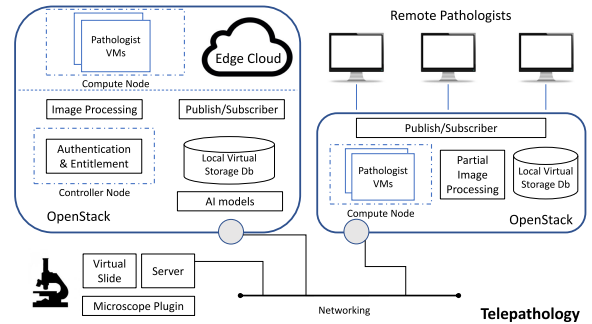 Pathologist
VMs
Edge Cloud
Compute Node
Image Processing
Publish/Subscriber
Authentication
& Entitlement
Controller Node
Local Virtual
Storage Db
AI models
OpenStack
Remote Pathologists
Publish/Subscriber
Pathologist
VMs
Compute Node
Partial
Image
Processing
Local Virtual
Storage Db
OpenStack
Virtual
Slide
Server
Microscope Plugin
Networking
Telepathology